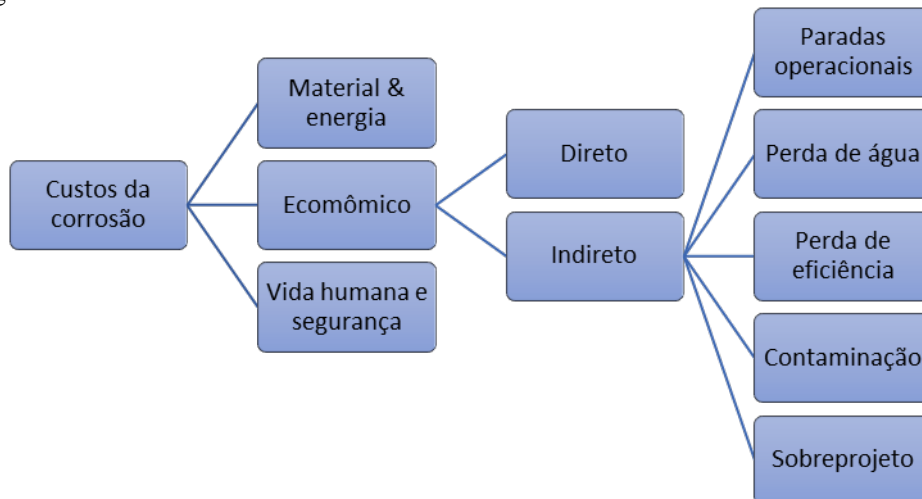 Custos da
corrosão
Material &
energia
Ecomômico
Vida humana e
segurança
Direto
Indireto
Paradas
operacionais
Perda de água
Perda de
eficiência
Contaminação
Sobreprojeto